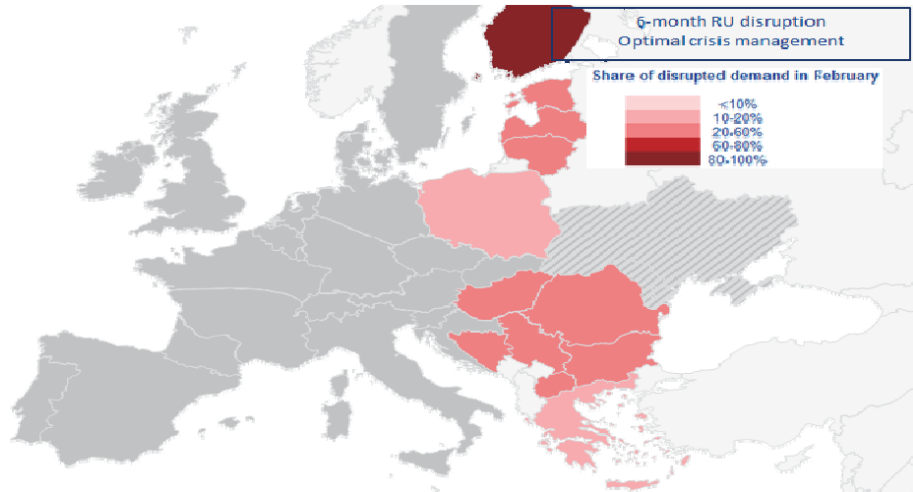 6-month RU disruption
Optimal crisis management
Share of disrupted demand in February
<10%
10-20%
20-60%
60-80%
80-100%